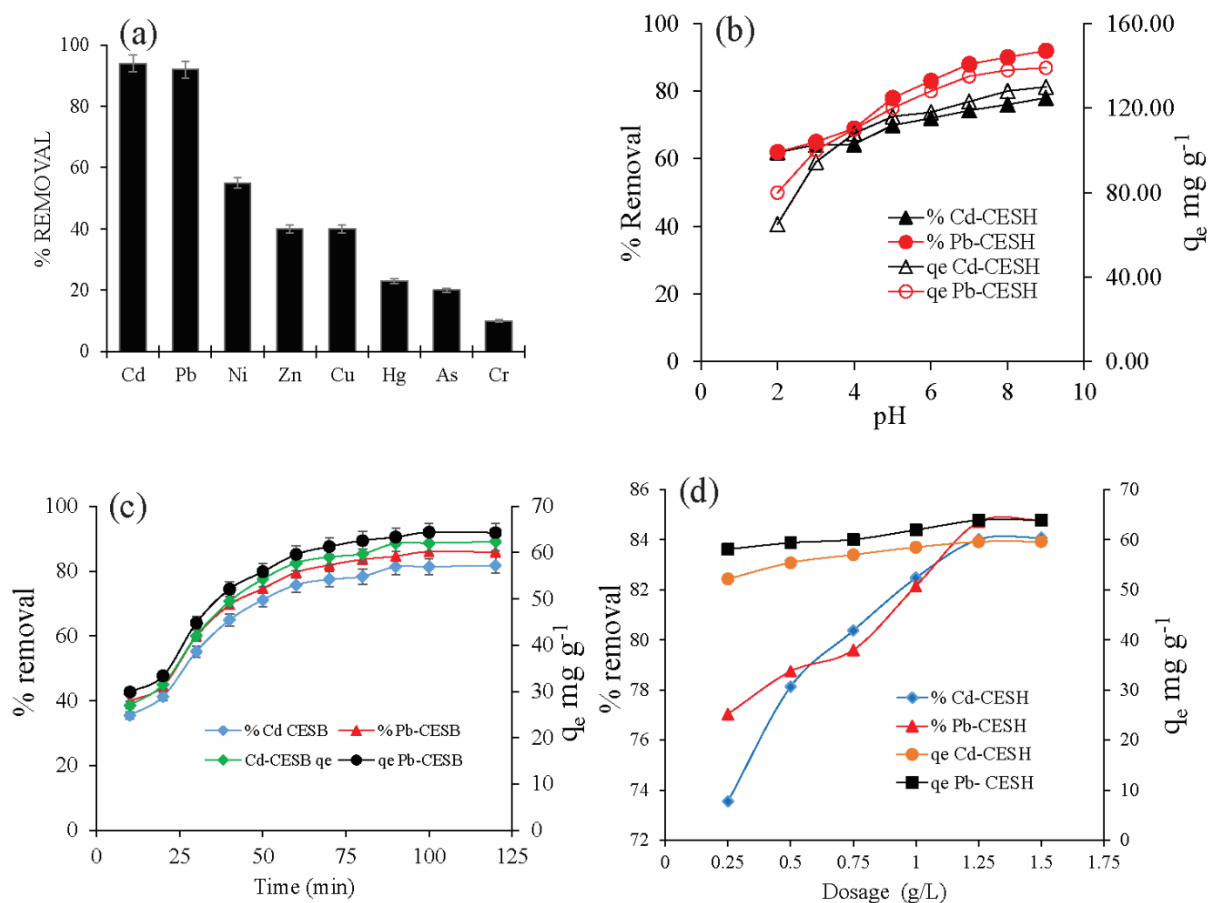 (a)
% REMOVAL
100
80
60
40
20
0
Cd Pb Ni Zn Cu Hg As Cr
(b)
% Removal
100
80
60
40
20
0
0 2 4 6 8 10
pH
160.00
120.00
80.00
40.00
0.00
qₑ mg g⁻¹
% Cd-CESH
% Pb-CESH
qe Cd-CESH
qe Pb-CESH
(c)
% removal
100
80
60
40
20
0
0 25 50 75 100 125
Time (min)
70
60
50
40
30
20
10
0
qₑ mg g⁻¹
% Cd CESB % Pb-CESB
Cd-CESB qe qe Pb-CESB
(d)
% removal
86
84
82
80
78
76
74
72
0 0.25 0.5 0.75 1 1.25 1.5 1.75
Dosage (g/L)
70
60
50
40
30
20
10
0
qₑ mg g⁻¹
% Cd-CESH
% Pb-CESH
qe Cd-CESH
qe Pb- CESH